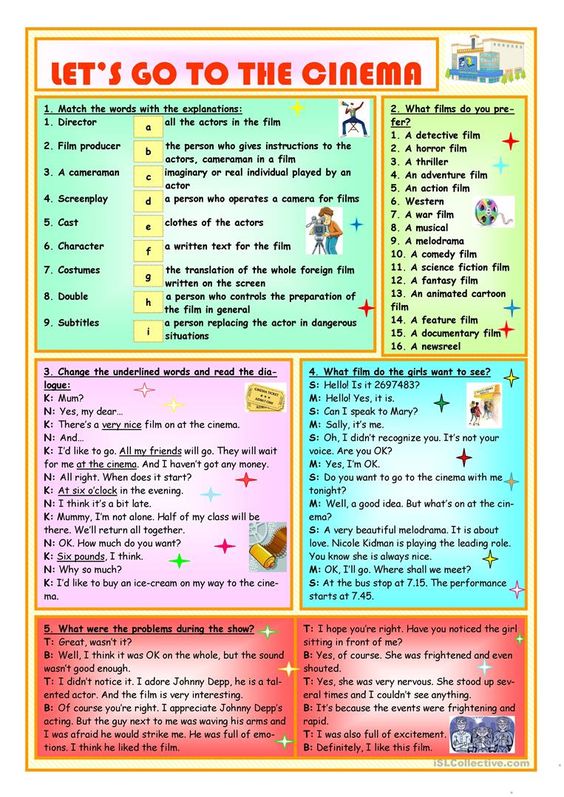 LET'S GO TO THE CINEMA
1. Match the words with the explanations:
1. Director a all the actors in the film
2. Film producer b the person who gives instructions to the
actors, cameraman in a film
3. A cameraman c imaginary or real individual played by an
actor
4. Screenplay d a person who operates a camera for films
5. Cast e clothes of the actors
6. Character f a written text for the film
7. Costumes g the translation of the whole foreign film
written on the screen
8. Double h a person who controls the preparation of
the film in general
9. Subtitles i a person replacing the actor in dangerous
situations
2. What films do you pre-
fer?
1. A detective film
2. A horror film
3. A thriller
4. An adventure film
5. An action film
6. Western
7. A war film
8. A musical
9. A melodrama
10. A comedy film
11. A science fiction film
12. A fantasy film
13. An animated cartoon
film
14. A feature film
15. A documentary film
16. A newsreel
3. Change the underlined words and read the dia-
logue:
K: Mum?
N: Yes, my dear…
K: There's a very nice film on at the cinema.
N: And…
K: I'd like to go. All my friends will go. They will wait
for me at the cinema. And I haven't got any money.
N: All right. When does it start?
K: At six o'clock in the evening.
N: I think it's a bit late.
K: Mummy, I'm not alone. Half of my class will be
there. We'll return all together.
N: OK. How much do you want?
K: Six pounds, I think.
N: Why so much?
K: I'd like to buy an ice-cream on my way to the cine-
ma.
CINEMA TICKET
4. What film do the girls want to see?
S: Hello! Is it 2697483?
M: Hello! Yes, it is.
S: Can I speak to Mary?
M: Sally, it's me.
S: Oh, I didn't recognize you. It's not your
voice. Are you OK?
M: Yes, I'm OK.
S: Do you want to go to the cinema with me
tonight?
M: Well, a good idea. But what's on at the cin-
ema?
S: A very beautiful melodrama. It is about
love. Nicole Kidman is playing the leading role.
You know she is always nice.
M: OK, I'll go. Where shall we meet?
S: At the bus stop at 7.15. The performance
starts at 7.45.
5. What were the problems during the show?
T: Great, wasn't it?
B: Well, I think it was OK on the whole, but the sound
wasn't good enough.
T: I didn't notice it. I adore Johnny Depp, he is a tal-
ented actor. And the film is very interesting.
B: Of course you're right. I appreciate Johnny Depp's
acting. But the guy next to me was waving his arms and
I was afraid he would strike me. He was full of emo-
tions. I think he liked the film.
T: I hope you're right. Have you noticed the girl
sitting in front of me?
B: Yes, of course. She was frightened and even
shouted.
T: Yes, she was very nervous. She stood up sev-
eral times and I couldn't see anything.
B: It's because the events were frightening and
rapid.
T: I was also full of excitement.
B: Definitely, I like this film.
iSLCollective.com